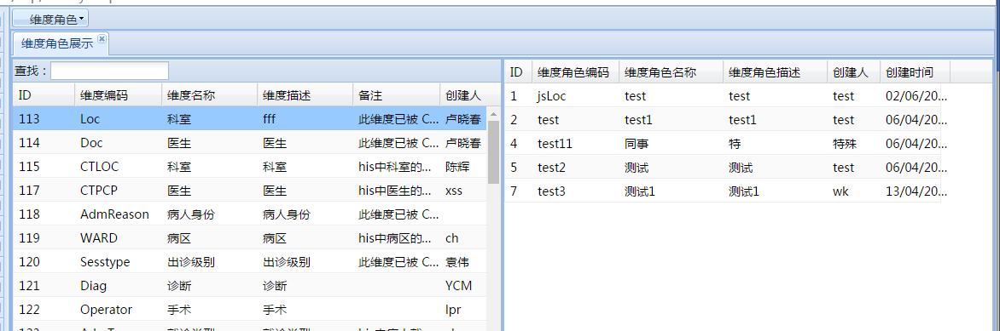 维度角色
维度角色展示
查找：
ID 维度编码 维度名称 维度描述 备注 创建人
113 Loc 科室 fff 此维度已被 C... 卢晓春
114 Doc 医生 医生 此维度已被 C... 卢晓春
115 CTLOC 科室 科室 his中科室的... 陈辉
117 CTPCP 医生 医生 his中医生的... xss
118 AdmReason 病人身份 病人身份 此维度已被 C...
119 WARD 病区 病区 his中病区的... ch
120 Sesstype 出诊级别 出诊级别 此维度已被 C... 袁伟
121 Diag 诊断 诊断 YCM
122 Operator 手术 手术 lpr
ID 维度角色编码 维度角色名称 维度角色描述 创建人 创建时间
1 jsLoc test test test 02/06/20...
2 test test1 test1 test 06/04/20...
4 test11 同事 特 特殊 06/04/20...
5 test2 测试 测试 test 06/04/20...
7 test3 测试1 测试1 wk 13/04/20...